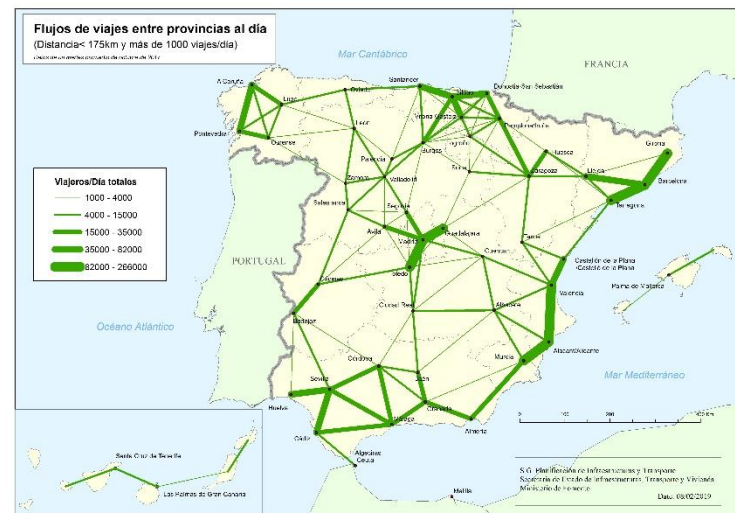 Flujos de viajes entre provincias al día
(Distancia< 175km y más de 1000 viajes/día)
Mar Cantábrico
FRANCIA
A Coruña
Lugo
Oviedo
Santander
Bilbao
Donostia-San Sebastián
Vitoria-Gasteiz
Pamplona/Iruña
Pontevedra
Ourense
León
Burgos
Logroño
Huesca
Girona
Viajeros/Día totales
1000 - 4000
4000 - 15000
15000 - 35000
35000 - 82000
82000 - 266000
Palencia
Zamora
Valladolid
Soria
Zaragoza
Lleida
Barcelona
Tarragona
Salamanca
Segovia
Ávila
Madrid
Guadalajara
Teruel
Cuenca
Castellón de la Plana
/Castelló de la Plana
PORTUGAL
Toledo
Cáceres
Valencia
Palma de Mallorca
Océano Atlántico
Ciudad Real
Albacete
Badajoz
Alacant/Alicante
Murcia
Mar Mediterráneo
Córdoba
Jaén
Sevilla
Huelva
Granada
Málaga
Almería
Cádiz
Algeciras
Ceuta
Melilla
Santa Cruz de Tenerife
Las Palmas de Gran Canaria
S.G. Planificación de Infraestructuras y Transporte
Secretaría de Estado de Infraestructuras, Transporte y Vivienda
Ministerio de Fomento
Date: 08/02/2019